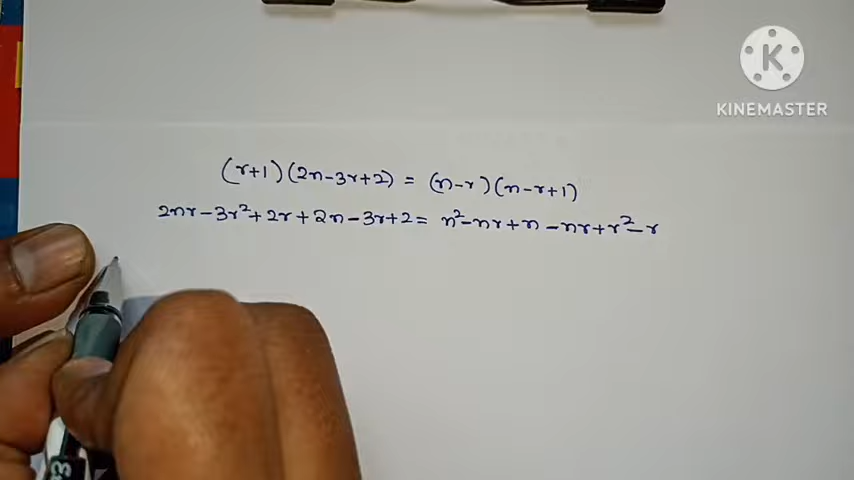 K
KINEMASTER
(r+1)(2n-3r+2) = (n-r)(n-r+1)
2nr-3r²+2r+2n-3r+2 = n²-nr+n-nr+r²-r